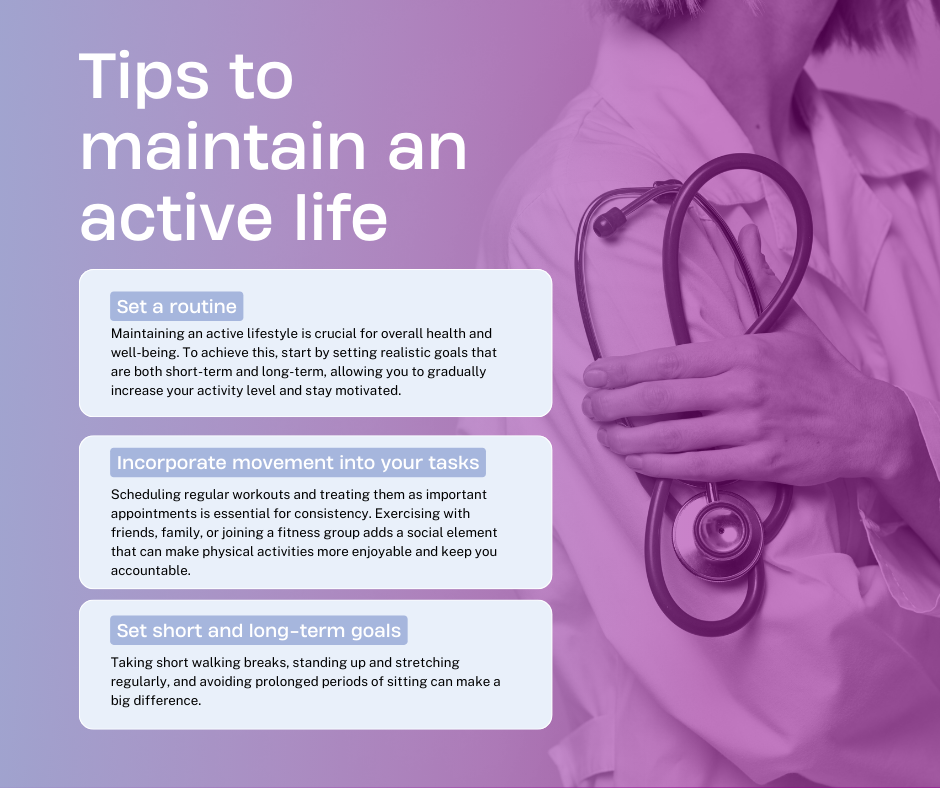 Tips to
maintain an
active life
Set a routine
Maintaining an active lifestyle is crucial for overall health and
well-being. To achieve this, start by setting realistic goals that
are both short-term and long-term, allowing you to gradually
increase your activity level and stay motivated.
Incorporate movement into your tasks
Scheduling regular workouts and treating them as important
appointments is essential for consistency. Exercising with
friends, family, or joining a fitness group adds a social element
that can make physical activities more enjoyable and keep you
accountable.
Set short and long-term goals
Taking short walking breaks, standing up and stretching
regularly, and avoiding prolonged periods of sitting can make a
big difference.